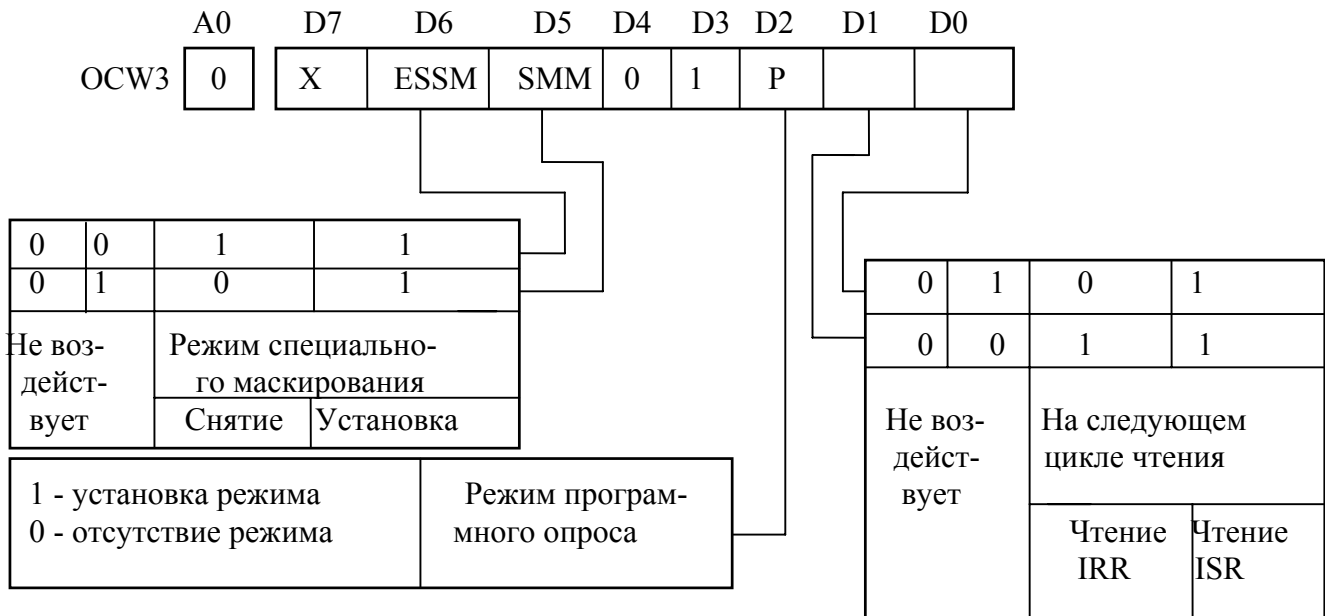 A0 D7 D6 D5 D4 D3 D2 D1 D0
OCW3 0 X ESSM SMM 0 1 P
0 0 1 1
0 1 0 1
Не воз-
дейст-
вует
Режим специально-
го маскирования
Снятие Установка
1 - установка режима
0 - отсутствие режима
Режим програм-
много опроса
0 1 0 1
0 0 1 1
Не воз-
дейст-
вует
На следующем
цикле чтения
Чтение
IRR
Чтение
ISR